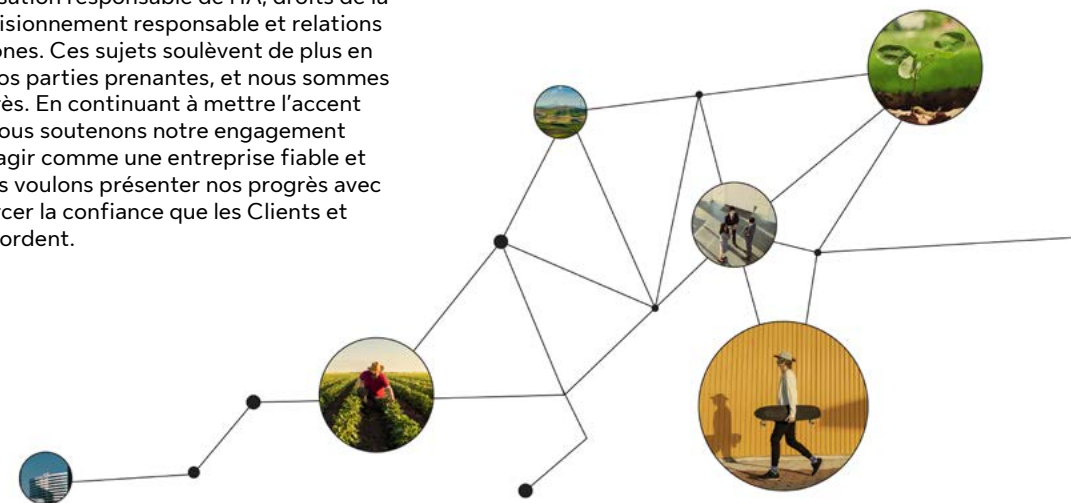 sation responsable de l'IA, droits de la
isionnement responsable et relations
ones. Ces sujets soulèvent de plus en
os parties prenantes, et nous sommes
ès. En continuant à mettre l'accent
ous soutenons notre engagement
agir comme une entreprise fiable et
s voulons présenter nos progrès avec
rcer la confiance que les Clients et
ordent.